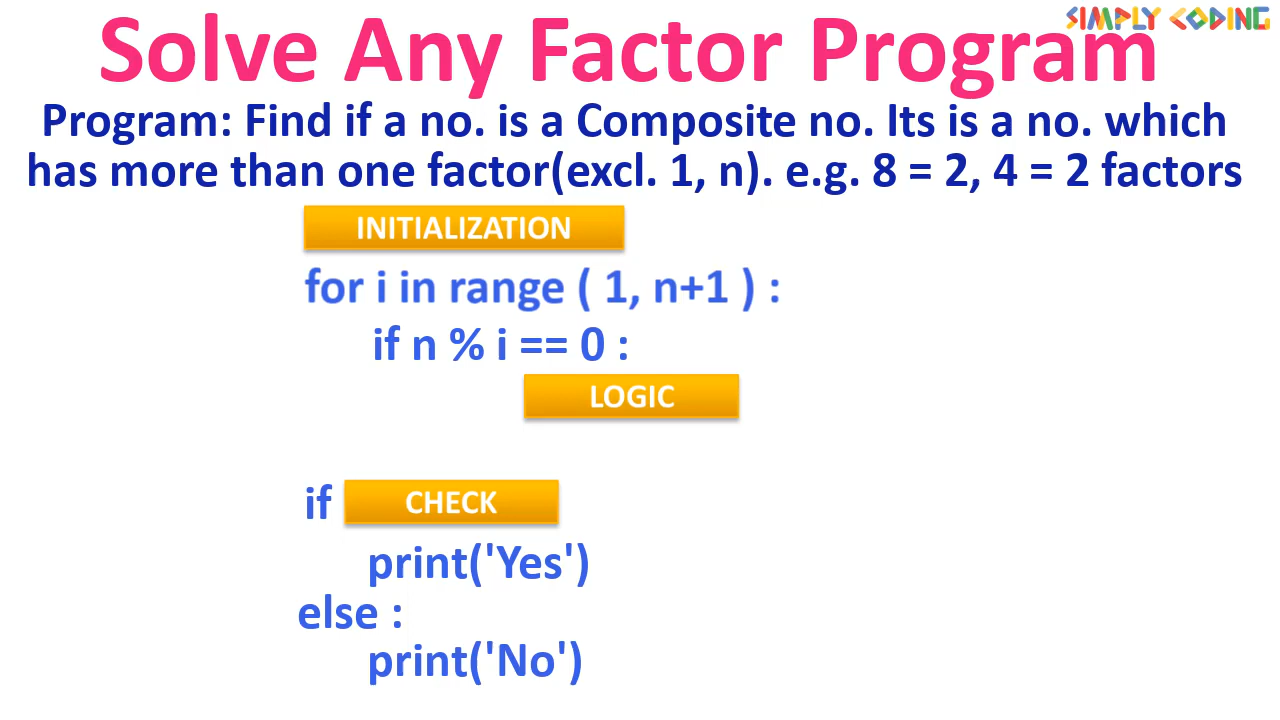 SIMPLY CODING
Solve Any Factor Program
Program: Find if a no. is a Composite no. Its is a no. which
has more than one factor(excl. 1, n). e.g. 8 = 2, 4 = 2 factors
INITIALIZATION
for i in range ( 1, n+1 ) :
if n % i == 0 :
LOGIC
if CHECK
print('Yes')
else :
print('No')